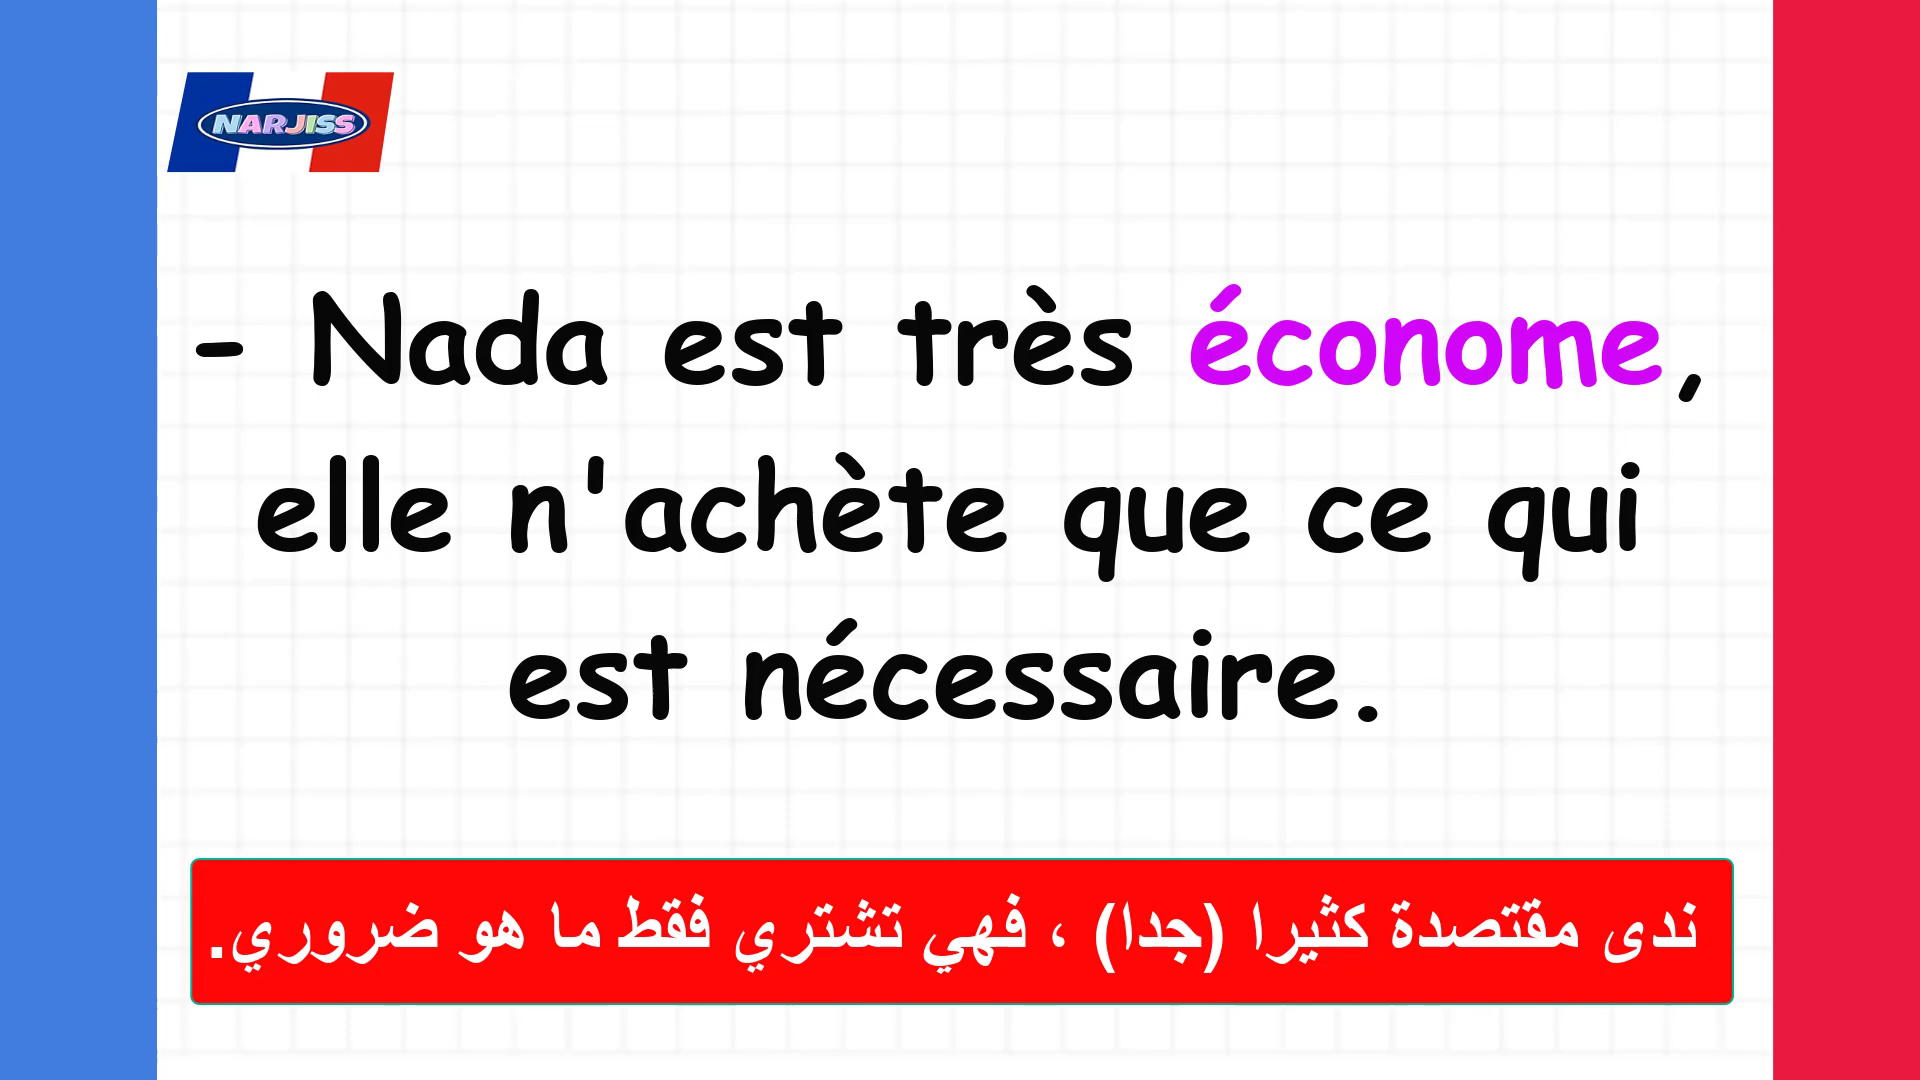 NARJISS
- Nada est très économe,
elle n'achète que ce qui
est nécessaire.
ندى مقتصدة كثيرا (جدا) ، فهي تشتري فقط ما هو ضروري.